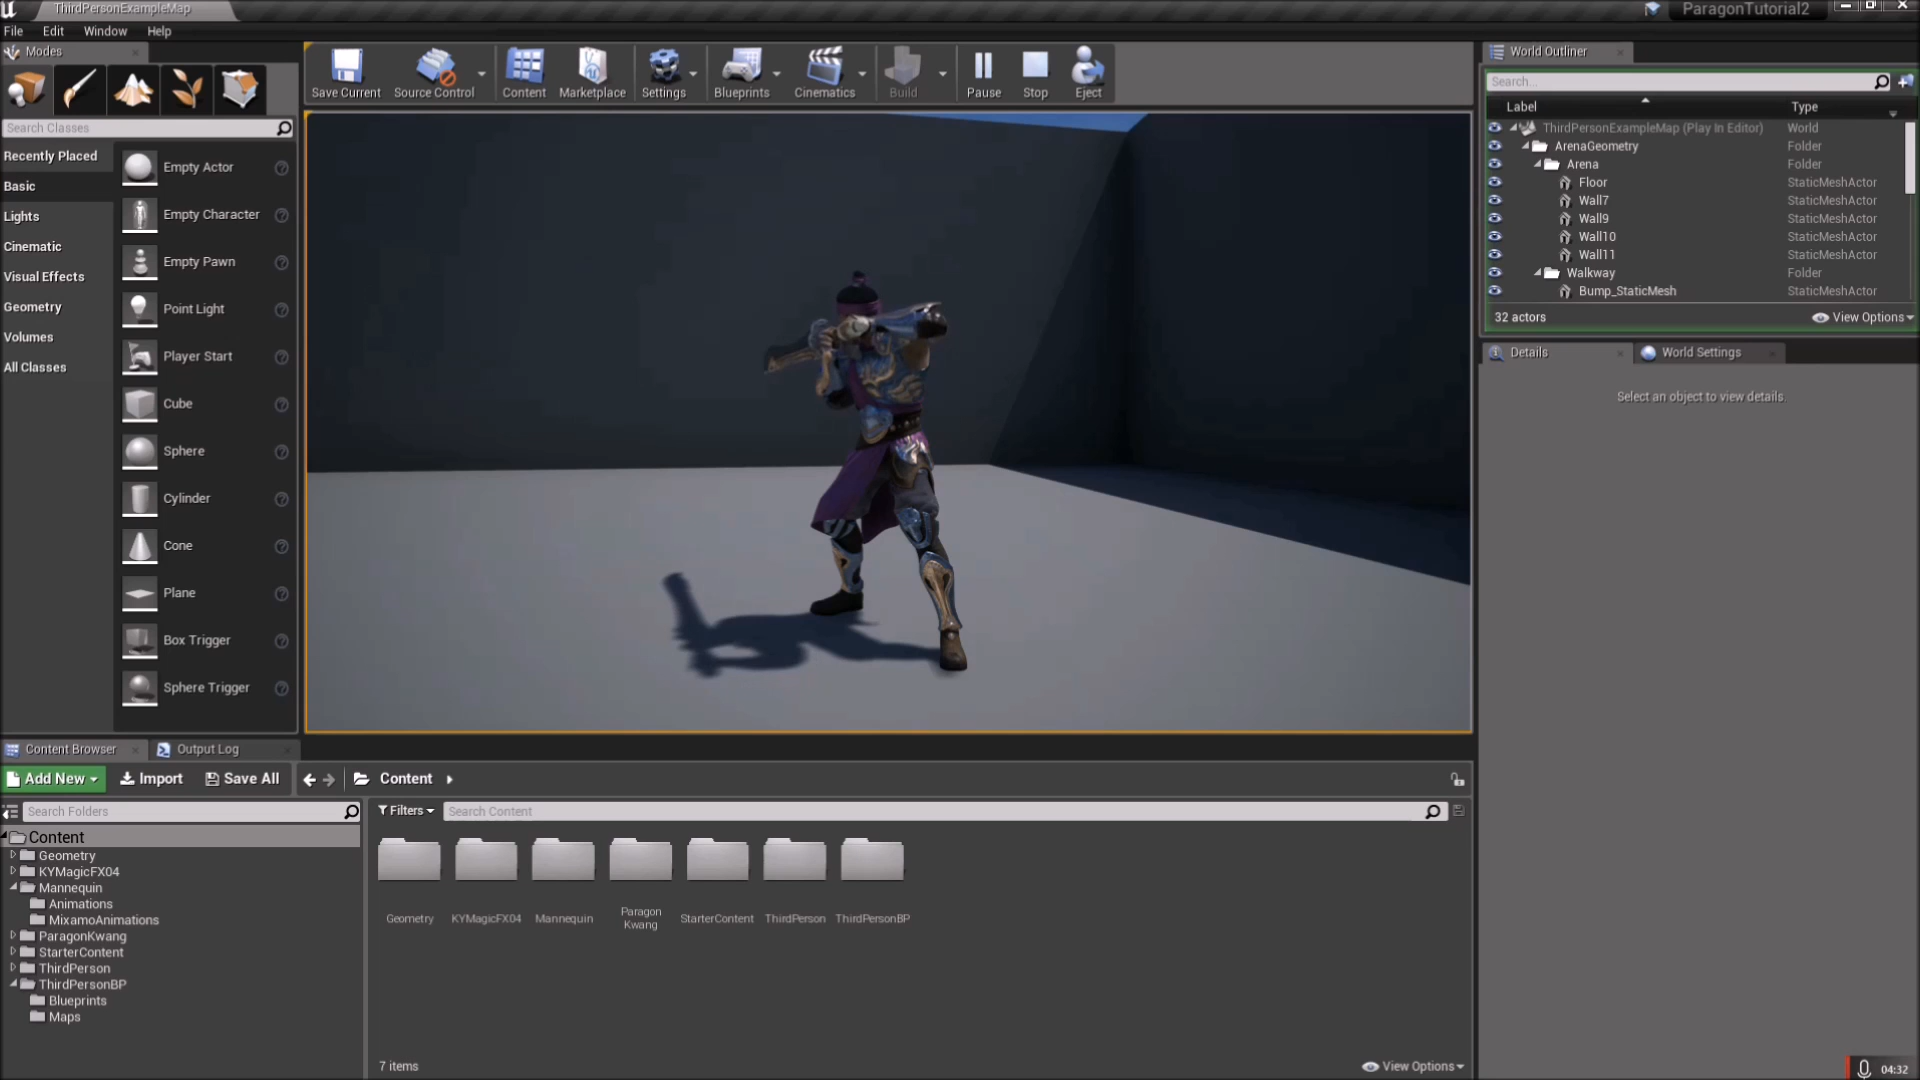 ThirdPersonExampleMap
ParagonTutorial2
File Edit Window Help
Modes
Save Current
Source Control
Content
Marketplace
Settings
Blueprints
Cinematics
Build
Pause
Stop
Eject
Search Classes
Recently Placed
Basic
Lights
Cinematic
Visual Effects
Geometry
Volumes
All Classes
Empty Actor
Empty Character
Empty Pawn
Point Light
Player Start
Cube
Sphere
Cylinder
Cone
Plane
Box Trigger
Sphere Trigger
World Outliner
Search...
Label Type
ThirdPersonExampleMap (Play In Editor) World
ArenaGeometry Folder
Arena Folder
Floor StaticMeshActor
Wall7 StaticMeshActor
Wall9 StaticMeshActor
Wall10 StaticMeshActor
Wall11 StaticMeshActor
Walkway Folder
Bump_StaticMesh StaticMeshActor
32 actors
View Options
Details
World Settings
Select an object to view details.
Content Browser
Output Log
Add New
Import
Save All
Content
Search Folders
Filters
Search Content
Content
Geometry
KYMagicFX04
Mannequin
Animations
MixamoAnimations
ParagonKwang
StarterContent
ThirdPerson
ThirdPersonBP
Blueprints
Maps
Geometry
KYMagicFX04
Mannequin
Paragon
Kwang
StarterContent
ThirdPerson
ThirdPersonBP
7 items
View Options
04:32